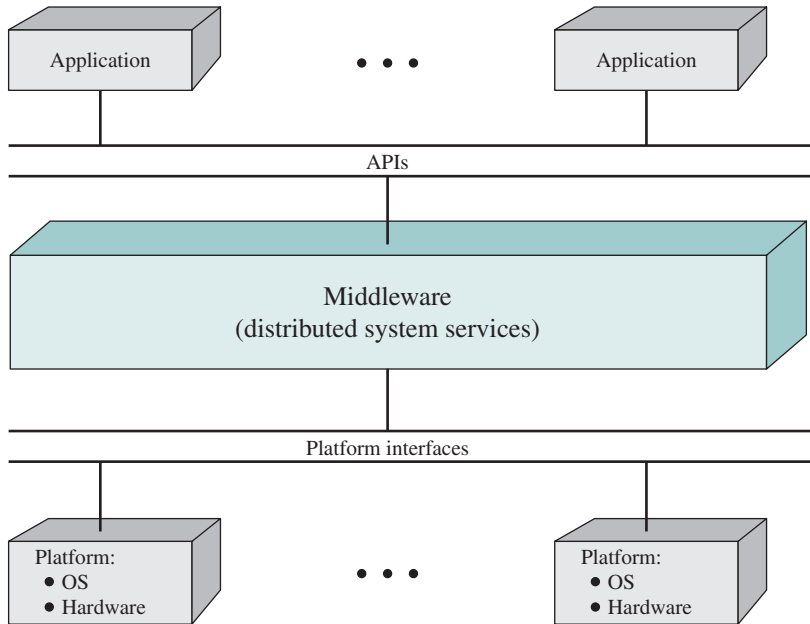 Application
Application
APIs
Middleware
(distributed system services)
Platform interfaces
Platform:
• OS
• Hardware
Platform:
• OS
• Hardware